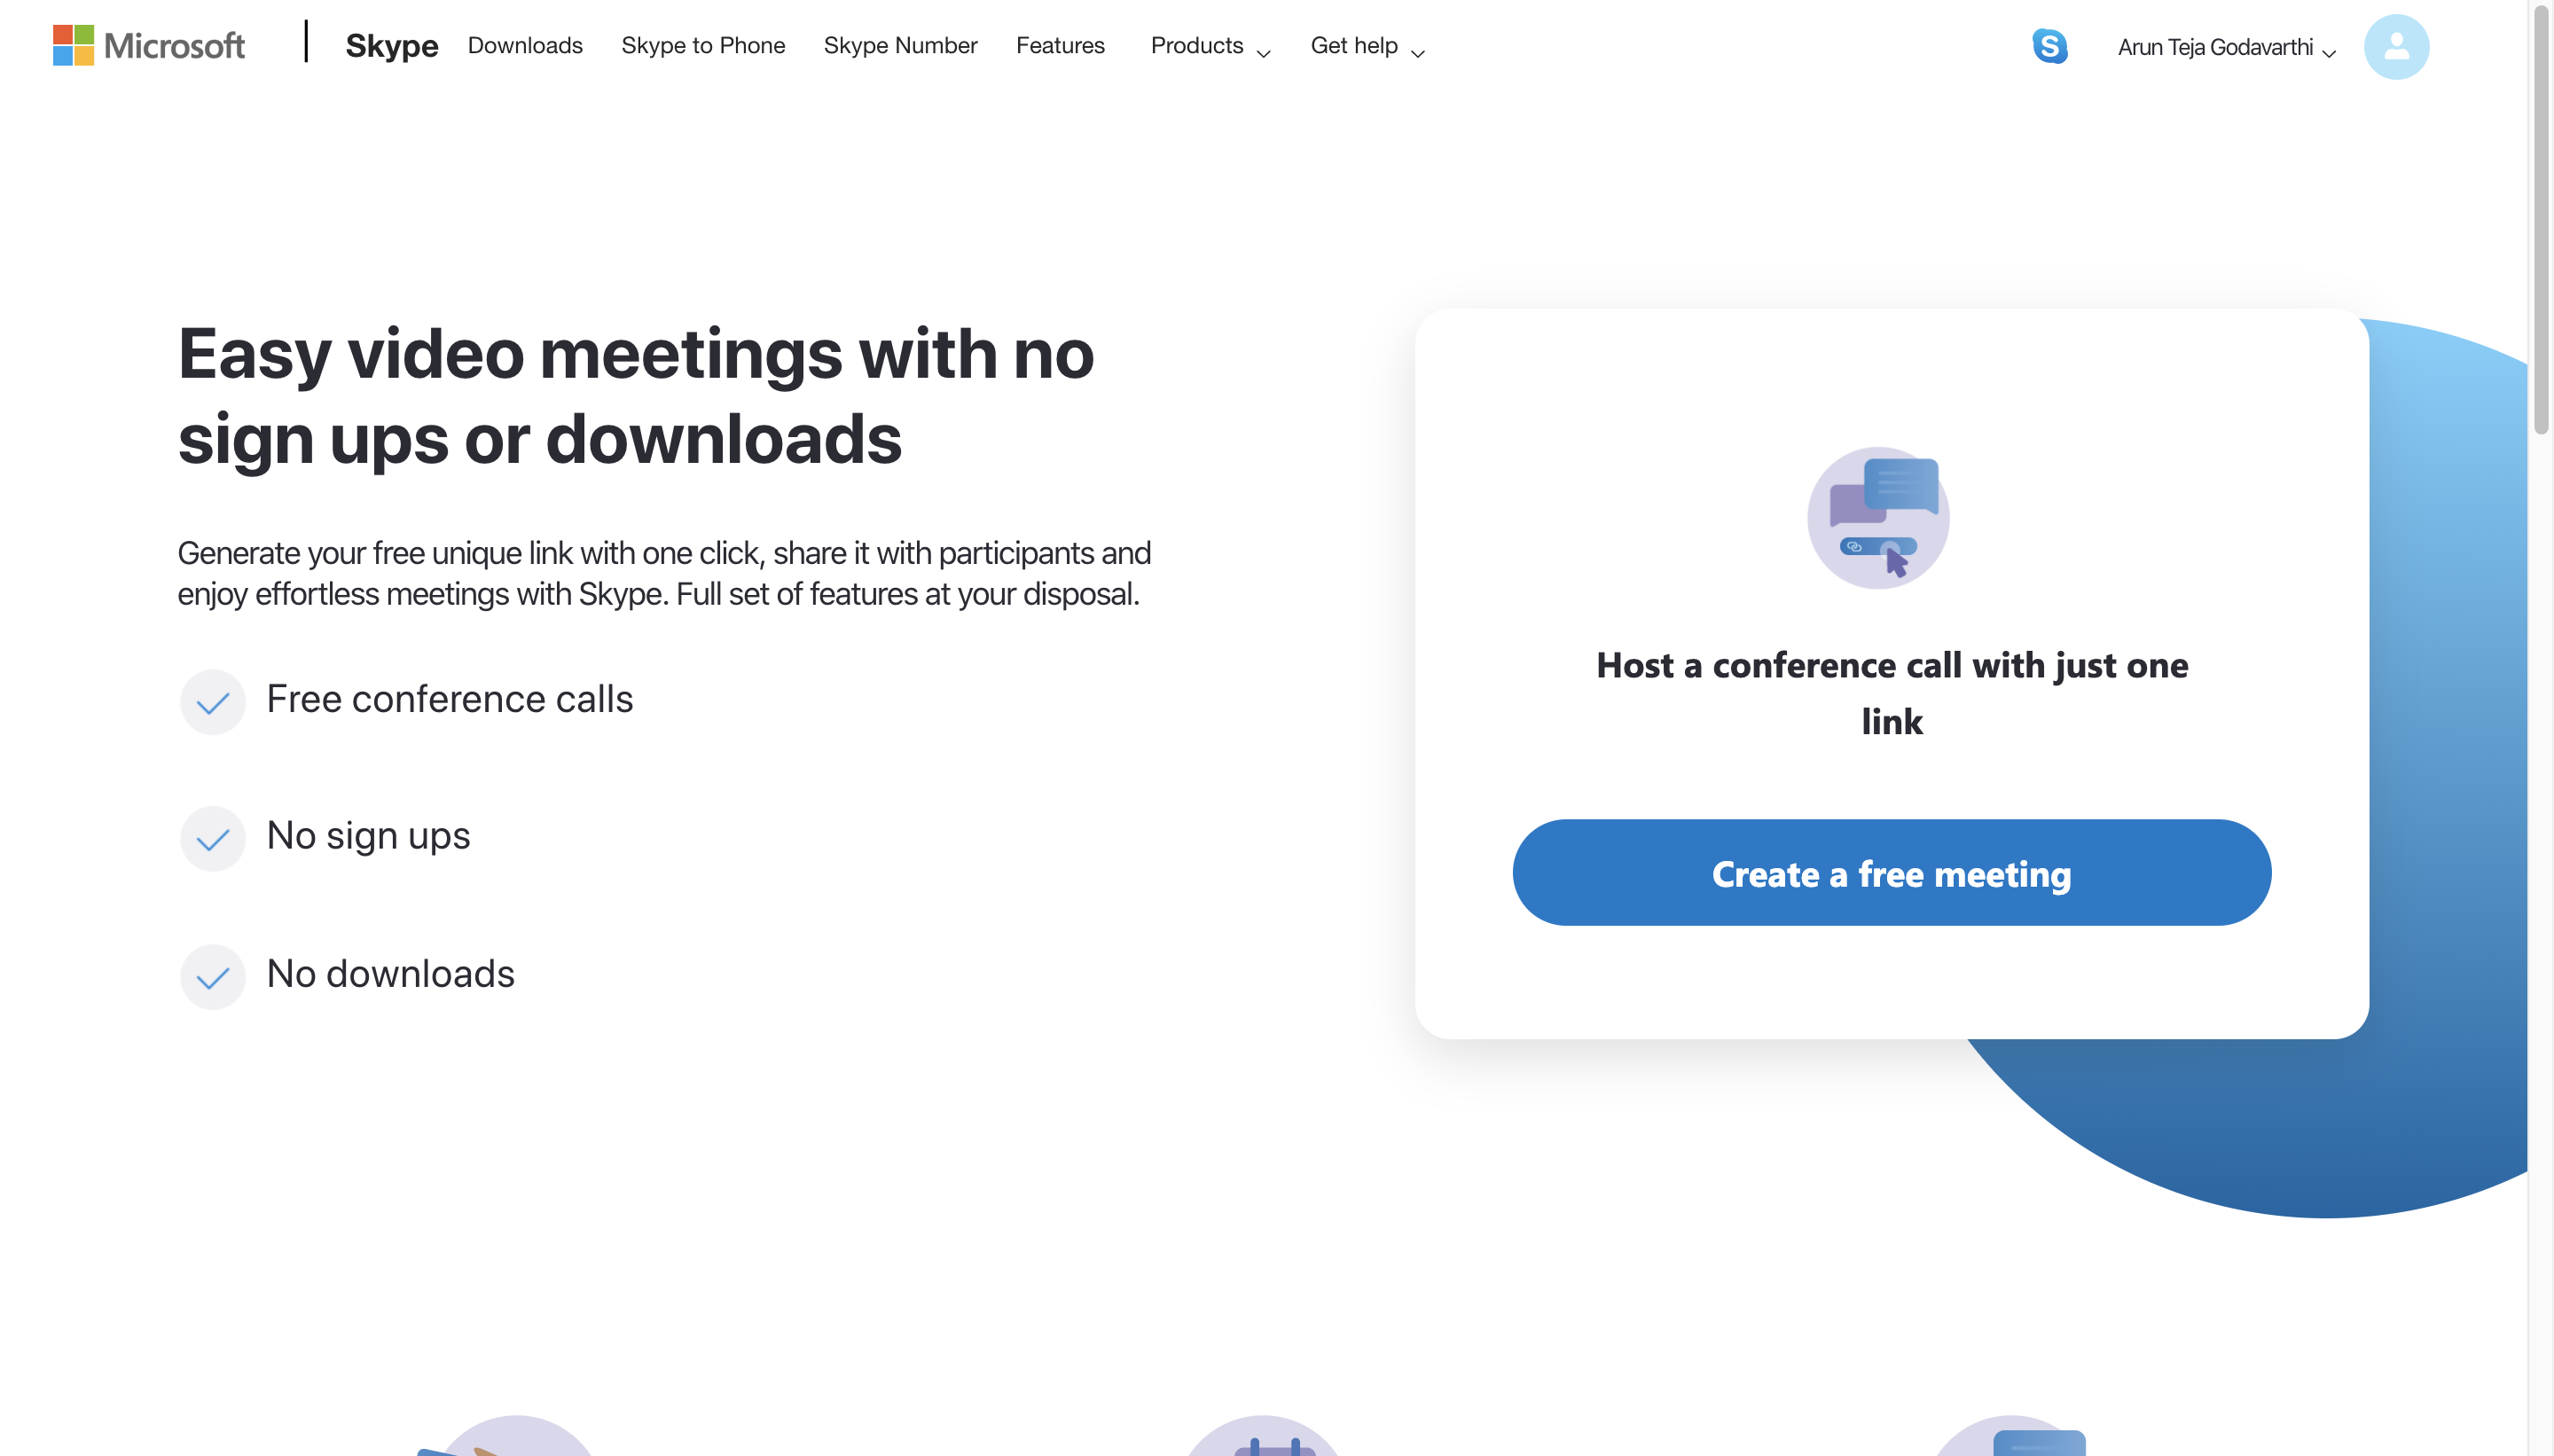 Microsoft
Skype
Downloads
Skype to Phone
Skype Number
Features
Products
Get help
S
Arun Teja Godavarthi
Easy video meetings with no
sign ups or downloads
Generate your free unique link with one click, share it with participants and
enjoy effortless meetings with Skype. Full set of features at your disposal.
Free conference calls
No sign ups
No downloads
Host a conference call with just one
link
Create a free meeting